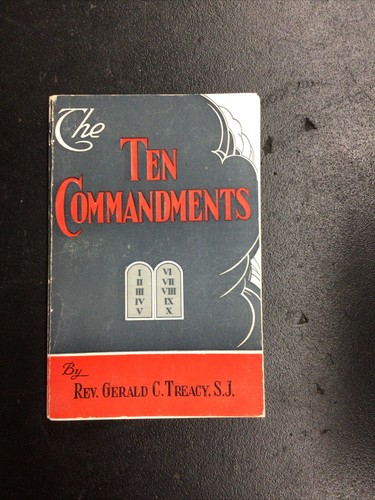 The
TEN
COMMANDMENTS
I VI
II VII
III VIII
IV IX
V X
By
REV. GERALD C. TREACY, S.J.